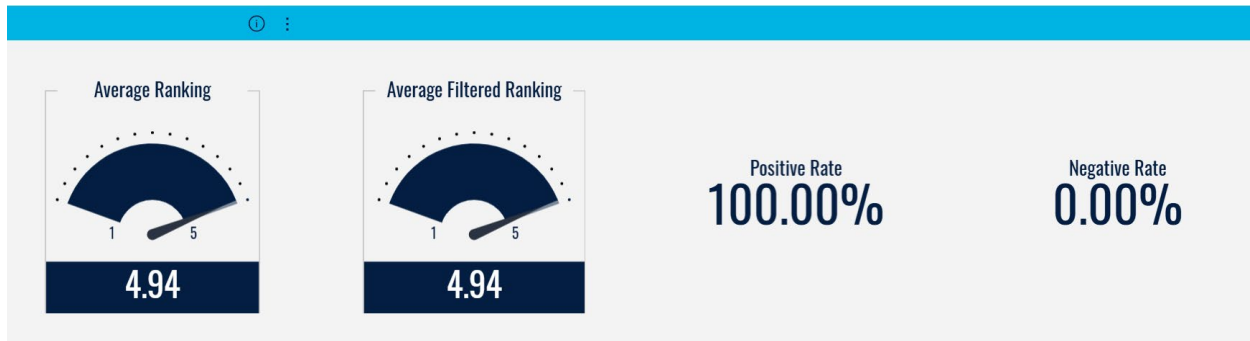 Average Ranking
1 5
4.94
Average Filtered Ranking
1 5
4.94
Positive Rate
100.00%
Negative Rate
0.00%